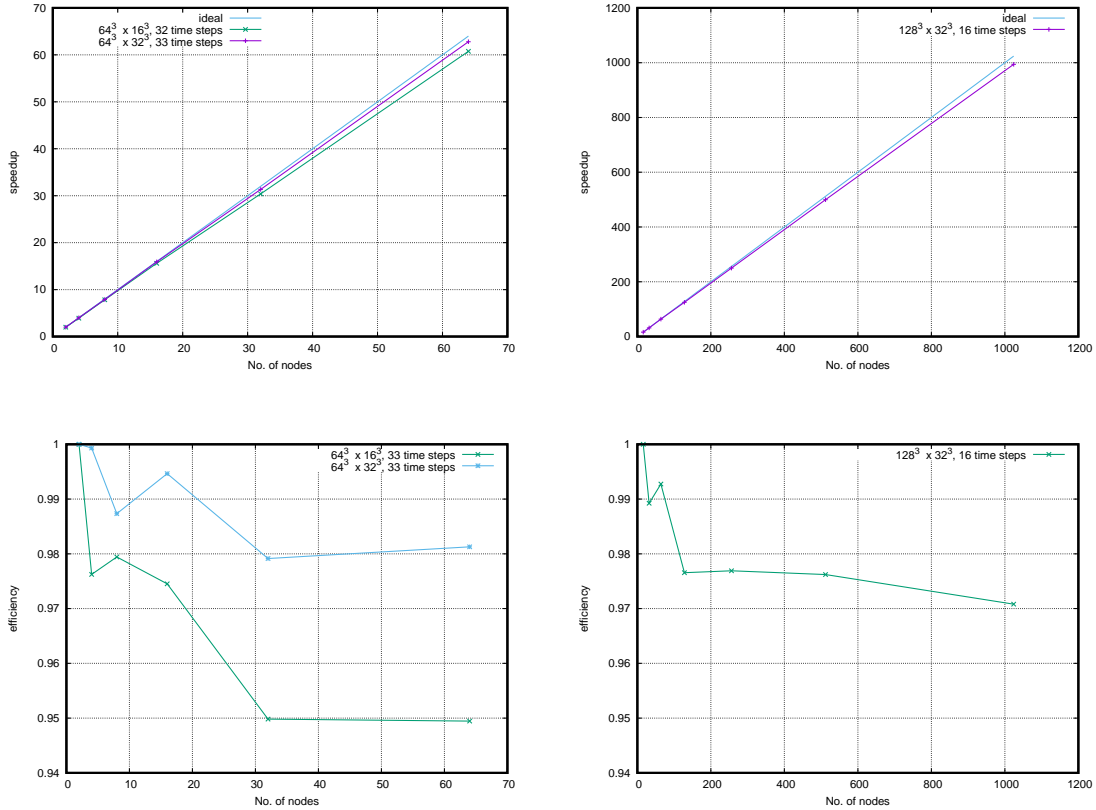 ideal
64³ x 16³, 32 time steps
64³ x 32³, 33 time steps
70
60
50
40
30
20
10
0
speedup
0 10 20 30 40 50 60 70
No. of nodes
ideal
128³ x 32³, 16 time steps
1200
1000
800
600
400
200
0
speedup
0 200 400 600 800 1000 1200
No. of nodes
64³ x 16³, 33 time steps
64³ x 32³, 33 time steps
1
0.99
0.98
0.97
0.96
0.95
0.94
efficiency
0 10 20 30 40 50 60 70
No. of nodes
128³ x 32³, 16 time steps
1
0.99
0.98
0.97
0.96
0.95
0.94
efficiency
0 200 400 600 800 1000 1200
No. of nodes